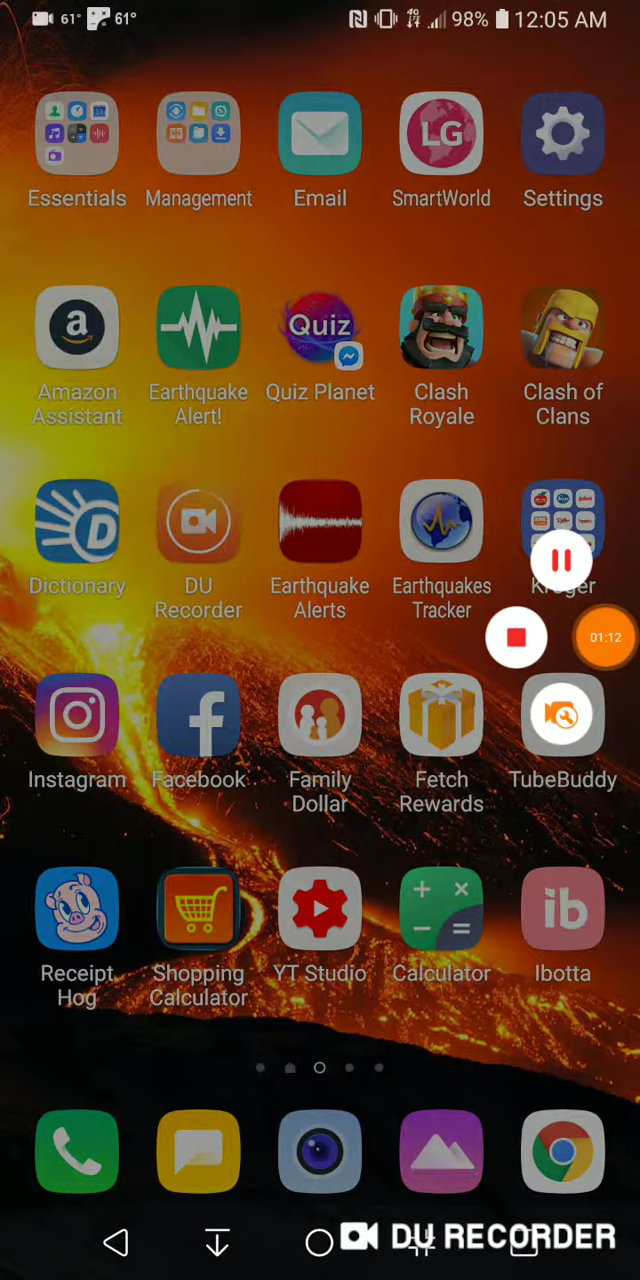 61° 61° 4G LTE 98% 12:05 AM
LG
Essentials Management Email SmartWorld Settings
a Quiz
Amazon Assistant
Earthquake Alert!
Quiz Planet
Clash Royale
Clash of Clans
D
Dictionary
DU Recorder
Earthquake Alerts
Earthquakes Tracker
01:12
f
Instagram
Facebook
Family Dollar
Fetch Rewards
TubeBuddy
+ ×
− =
ib
Receipt Hog
Shopping Calculator
YT Studio
Calculator
Ibotta
DU RECORDER